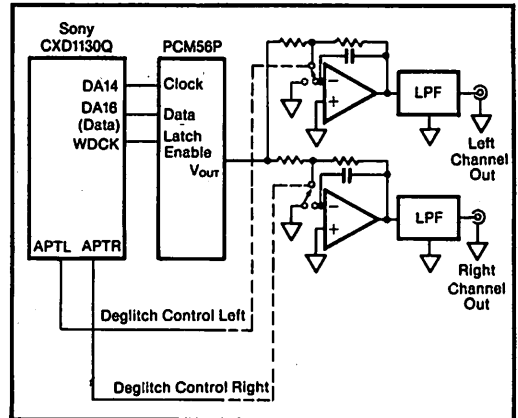 Sony
CXD1130Q
PCM56P
DA14
Clock
DA16
(Data)
Data
WDCK
Latch
Enable
VOUT
APTL
APTR
−
+
LPF
Left
Channel
Out
−
+
LPF
Right
Channel
Out
Deglitch Control Left
Deglitch Control Right